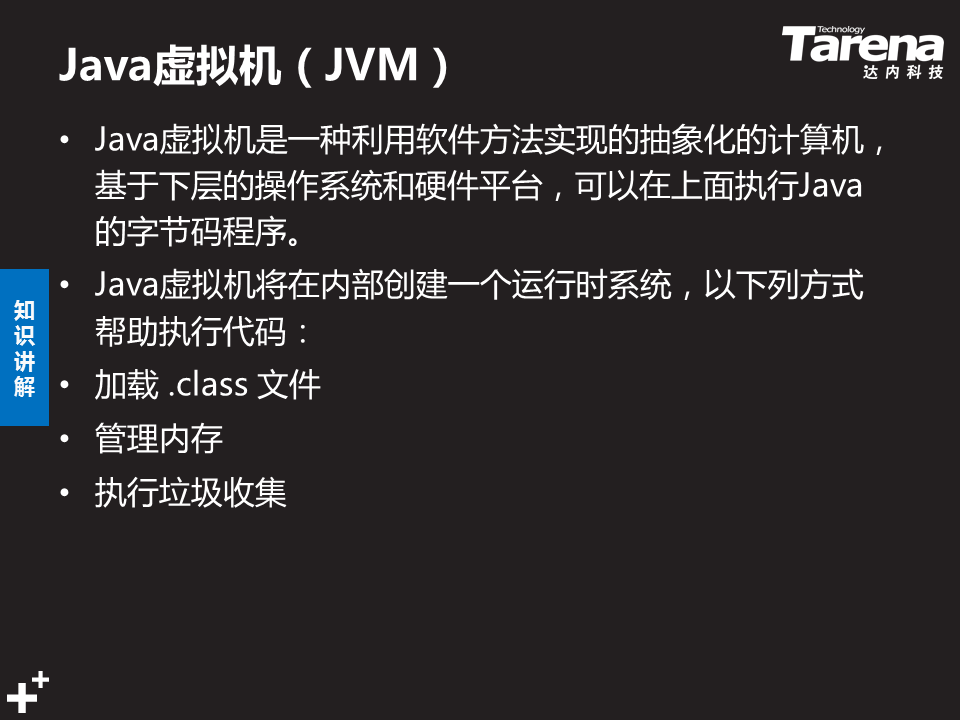 Java虚拟机（JVM）
Technology
Tarena
达内科技
• Java虚拟机是一种利用软件方法实现的抽象化的计算机，
基于下层的操作系统和硬件平台，可以在上面执行Java
的字节码程序。
• Java虚拟机将在内部创建一个运行时系统，以下列方式
帮助执行代码：
• 加载 .class 文件
• 管理内存
• 执行垃圾收集
知
识
讲
解